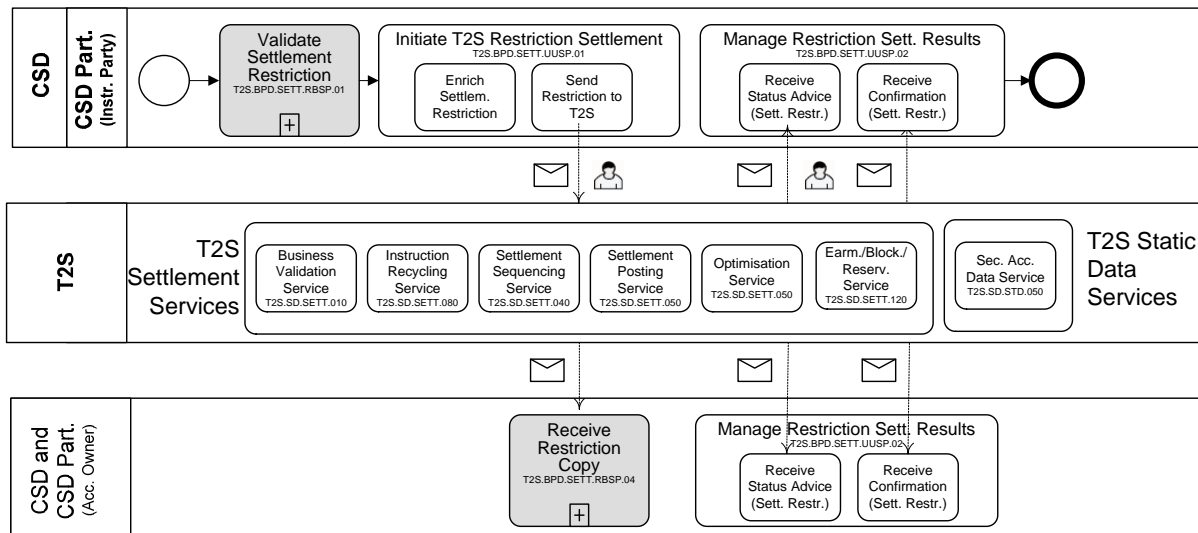 CSD
CSD Part.
(Instr. Party)
Validate
Settlement
Restriction
T2S.BPD.SETT.RBSP.01
+
Initiate T2S Restriction Settlement
T2S.BPD.SETT.UUSP.01
Enrich
Settlem.
Restriction
Send
Restriction to
T2S
Manage Restriction Sett. Results
T2S.BPD.SETT.UUSP.02
Receive
Status Advice
(Sett. Restr.)
Receive
Confirmation
(Sett. Restr.)
T2S
T2S
Settlement
Services
Business
Validation
Service
T2S.SD.SETT.010
Instruction
Recycling
Service
T2S.SD.SETT.080
Settlement
Sequencing
Service
T2S.SD.SETT.040
Settlement
Posting
Service
T2S.SD.SETT.050
Optimisation
Service
T2S.SD.SETT.050
Earm./Block./
Reserv.
Service
T2S.SD.SETT.120
Sec. Acc.
Data Service
T2S.SD.STD.050
T2S Static
Data
Services
CSD and
CSD Part.
(Acc. Owner)
Receive
Restriction
Copy
T2S.BPD.SETT.RBSP.04
+
Manage Restriction Sett. Results
T2S.BPD.SETT.UUSP.02
Receive
Status Advice
(Sett. Restr.)
Receive
Confirmation
(Sett. Restr.)